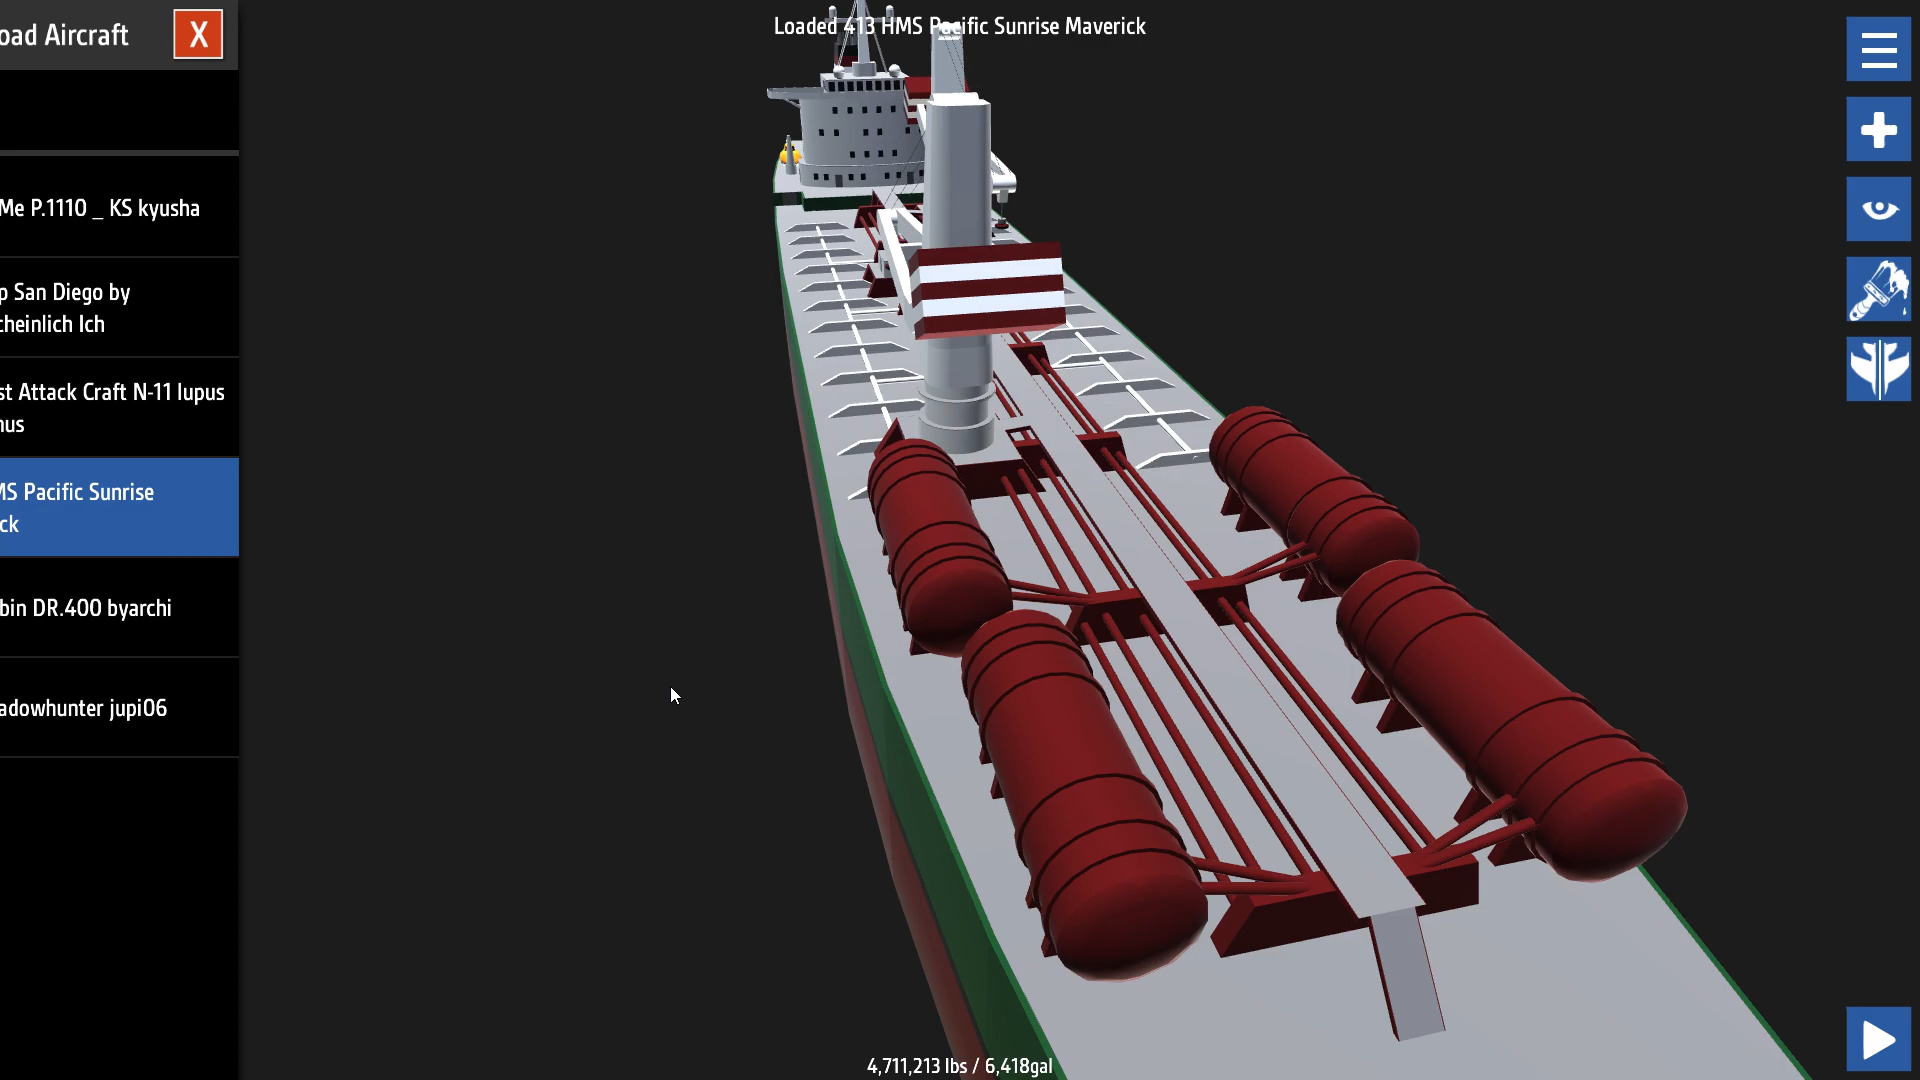 oad Aircraft
X
Loaded 413 HMS Pacific Sunrise Maverick
Me P.1110 _ KS kyusha
p San Diego by
cheinlich Ich
st Attack Craft N-11 lupus
nus
MS Pacific Sunrise
ck
bin DR.400 byarchi
adowhunter jupi06
4,711,213 lbs / 6,418gal